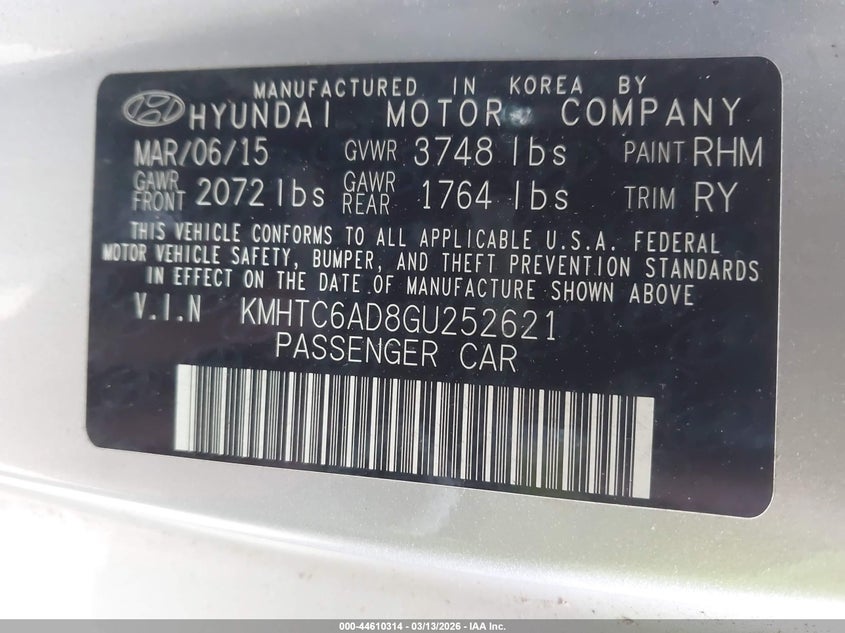 MANUFACTURED IN KOREA BY
HYUNDAI MOTOR COMPANY
MAR/06/15 GVWR 3748 lbs PAINT RHM
GAWR FRONT 2072 lbs GAWR REAR 1764 lbs TRIM RY
THIS VEHICLE CONFORMS TO ALL APPLICABLE U.S.A. FEDERAL
MOTOR VEHICLE SAFETY, BUMPER, AND THEFT PREVENTION STANDARDS
IN EFFECT ON THE DATE OF MANUFACTURE SHOWN ABOVE
V.I.N KMHTC6AD8GU252621
PASSENGER CAR
000-44610314 - 03/13/2026 - IAA Inc.